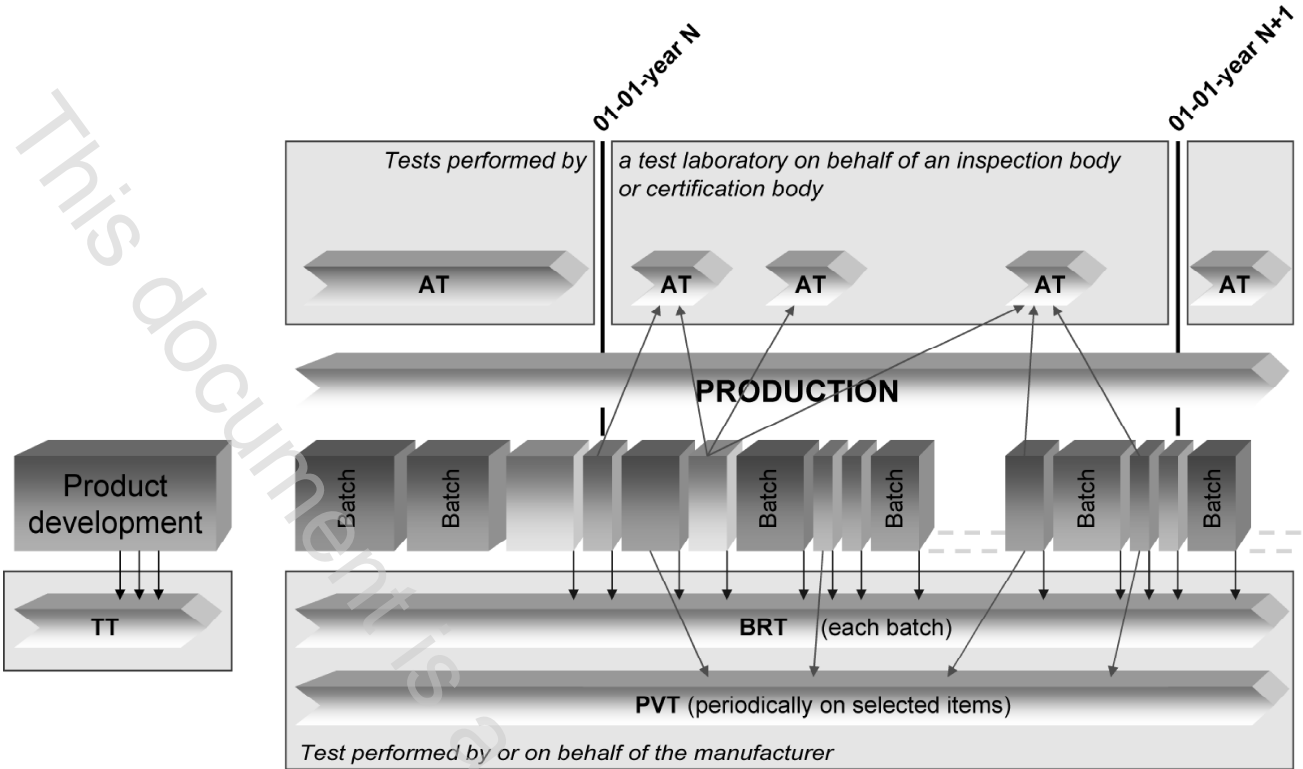 01-01-year N
01-01-year N+1
Tests performed by
a test laboratory on behalf of an inspection body
or certification body
AT
AT
AT
AT
AT
PRODUCTION
Product
development
Batch
Batch
Batch
Batch
Batch
Batch
TT
BRT (each batch)
PVT (periodically on selected items)
Test performed by or on behalf of the manufacturer
This document is a